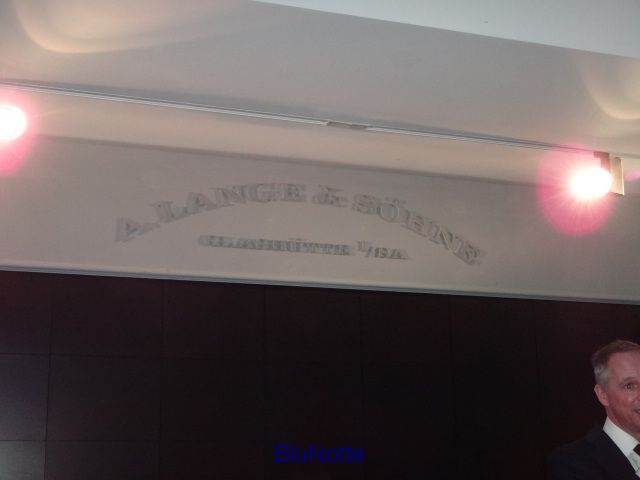 A. LANGE & SÖHNE
GLASHÜTTE I/SA
BluNotte